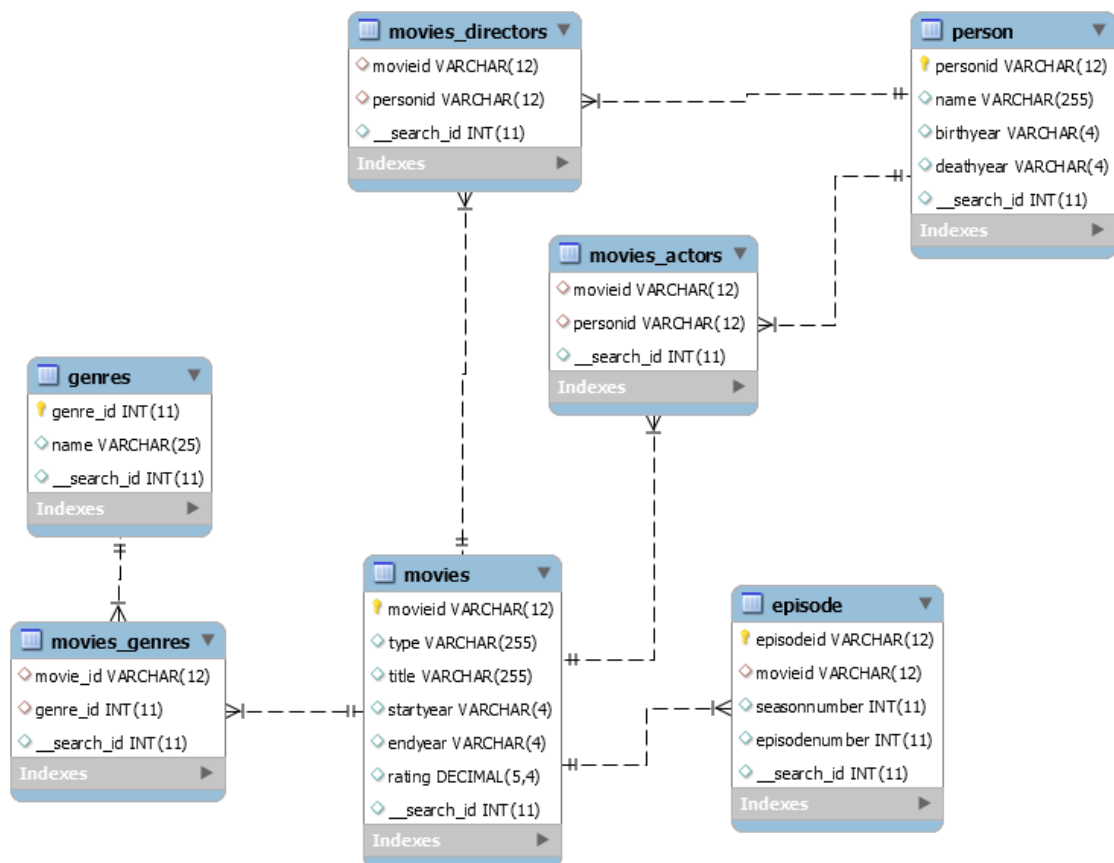 movies_directors
movieid VARCHAR(12)
personid VARCHAR(12)
__search_id INT(11)
Indexes
person
personid VARCHAR(12)
name VARCHAR(255)
birthyear VARCHAR(4)
deathyear VARCHAR(4)
__search_id INT(11)
Indexes
movies_actors
movieid VARCHAR(12)
personid VARCHAR(12)
__search_id INT(11)
Indexes
genres
genre_id INT(11)
name VARCHAR(25)
__search_id INT(11)
Indexes
movies_genres
movie_id VARCHAR(12)
genre_id INT(11)
__search_id INT(11)
Indexes
movies
movieid VARCHAR(12)
type VARCHAR(255)
title VARCHAR(255)
startyear VARCHAR(4)
endyear VARCHAR(4)
rating DECIMAL(5,4)
__search_id INT(11)
Indexes
episode
episodeid VARCHAR(12)
movieid VARCHAR(12)
seasonnumber INT(11)
episodenumber INT(11)
__search_id INT(11)
Indexes